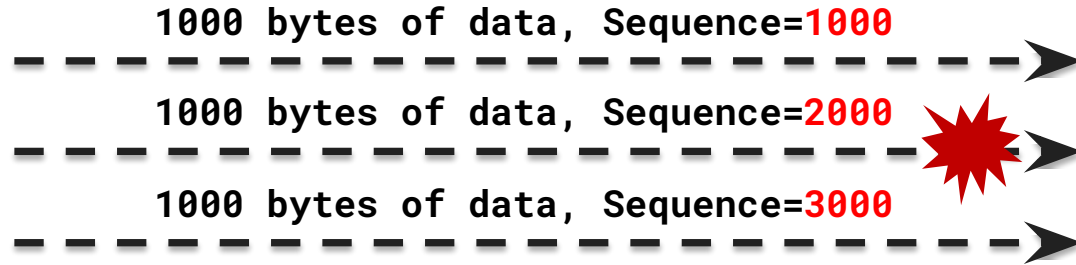 1000 bytes of data, Sequence=1000
1000 bytes of data, Sequence=2000
1000 bytes of data, Sequence=3000